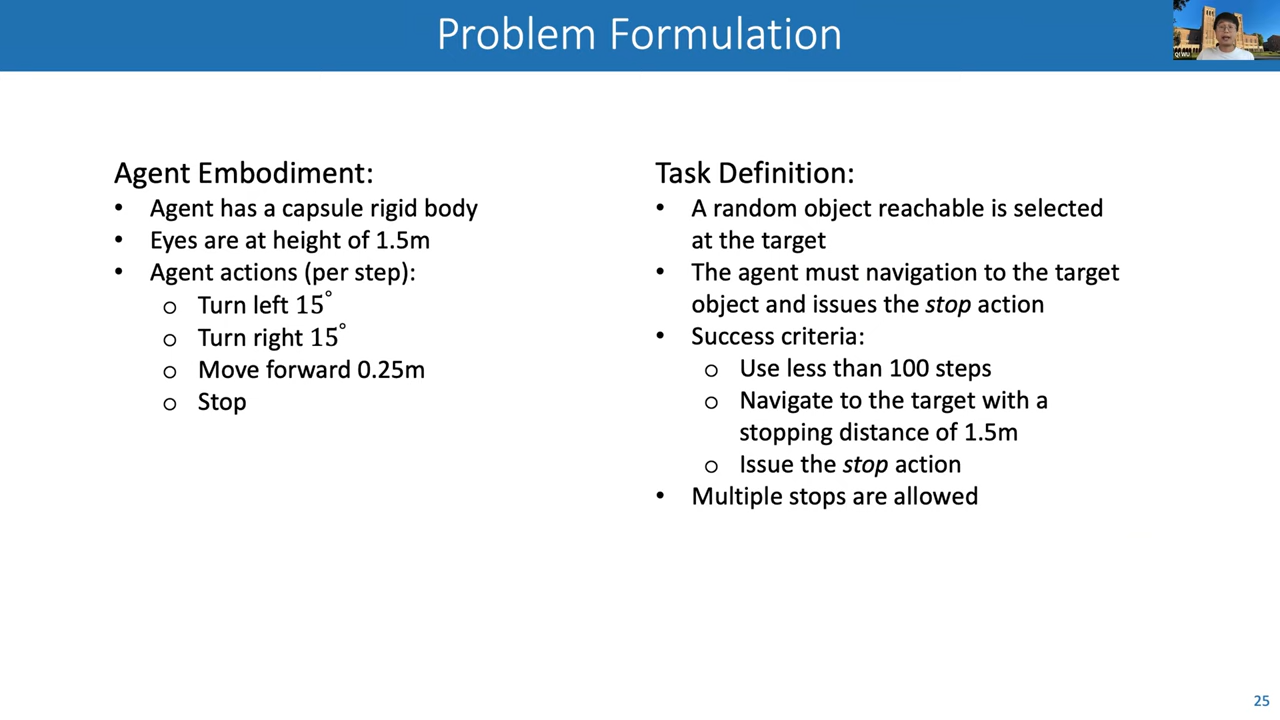 Problem Formulation
QI WU
Agent Embodiment:
• Agent has a capsule rigid body
• Eyes are at height of 1.5m
• Agent actions (per step):
o Turn left 15°
o Turn right 15°
o Move forward 0.25m
o Stop
Task Definition:
• A random object reachable is selected
at the target
• The agent must navigation to the target
object and issues the stop action
• Success criteria:
o Use less than 100 steps
o Navigate to the target with a
stopping distance of 1.5m
o Issue the stop action
• Multiple stops are allowed
25